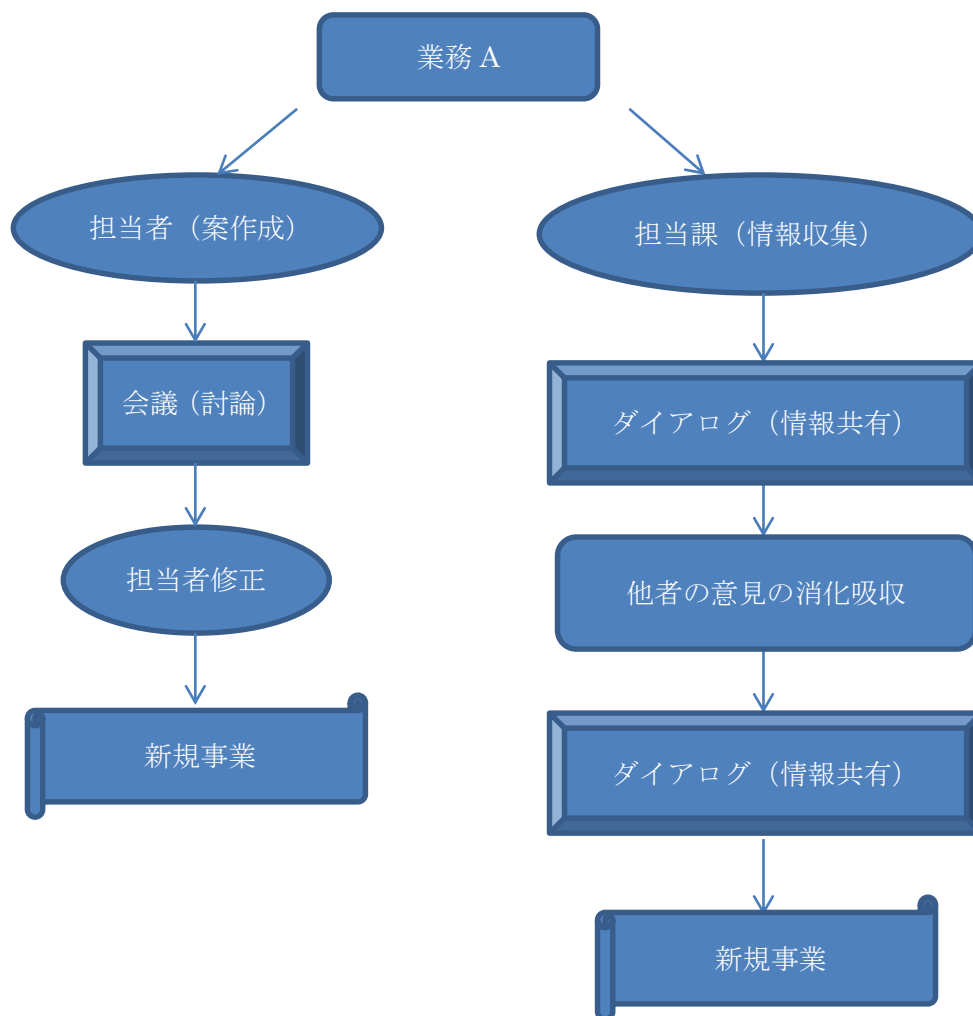 業務 A
担当者（案作成）
担当課（情報収集）
会議（討論）
ダイアログ（情報共有）
担当者修正
他者の意見の消化吸収
新規事業
ダイアログ（情報共有）
新規事業